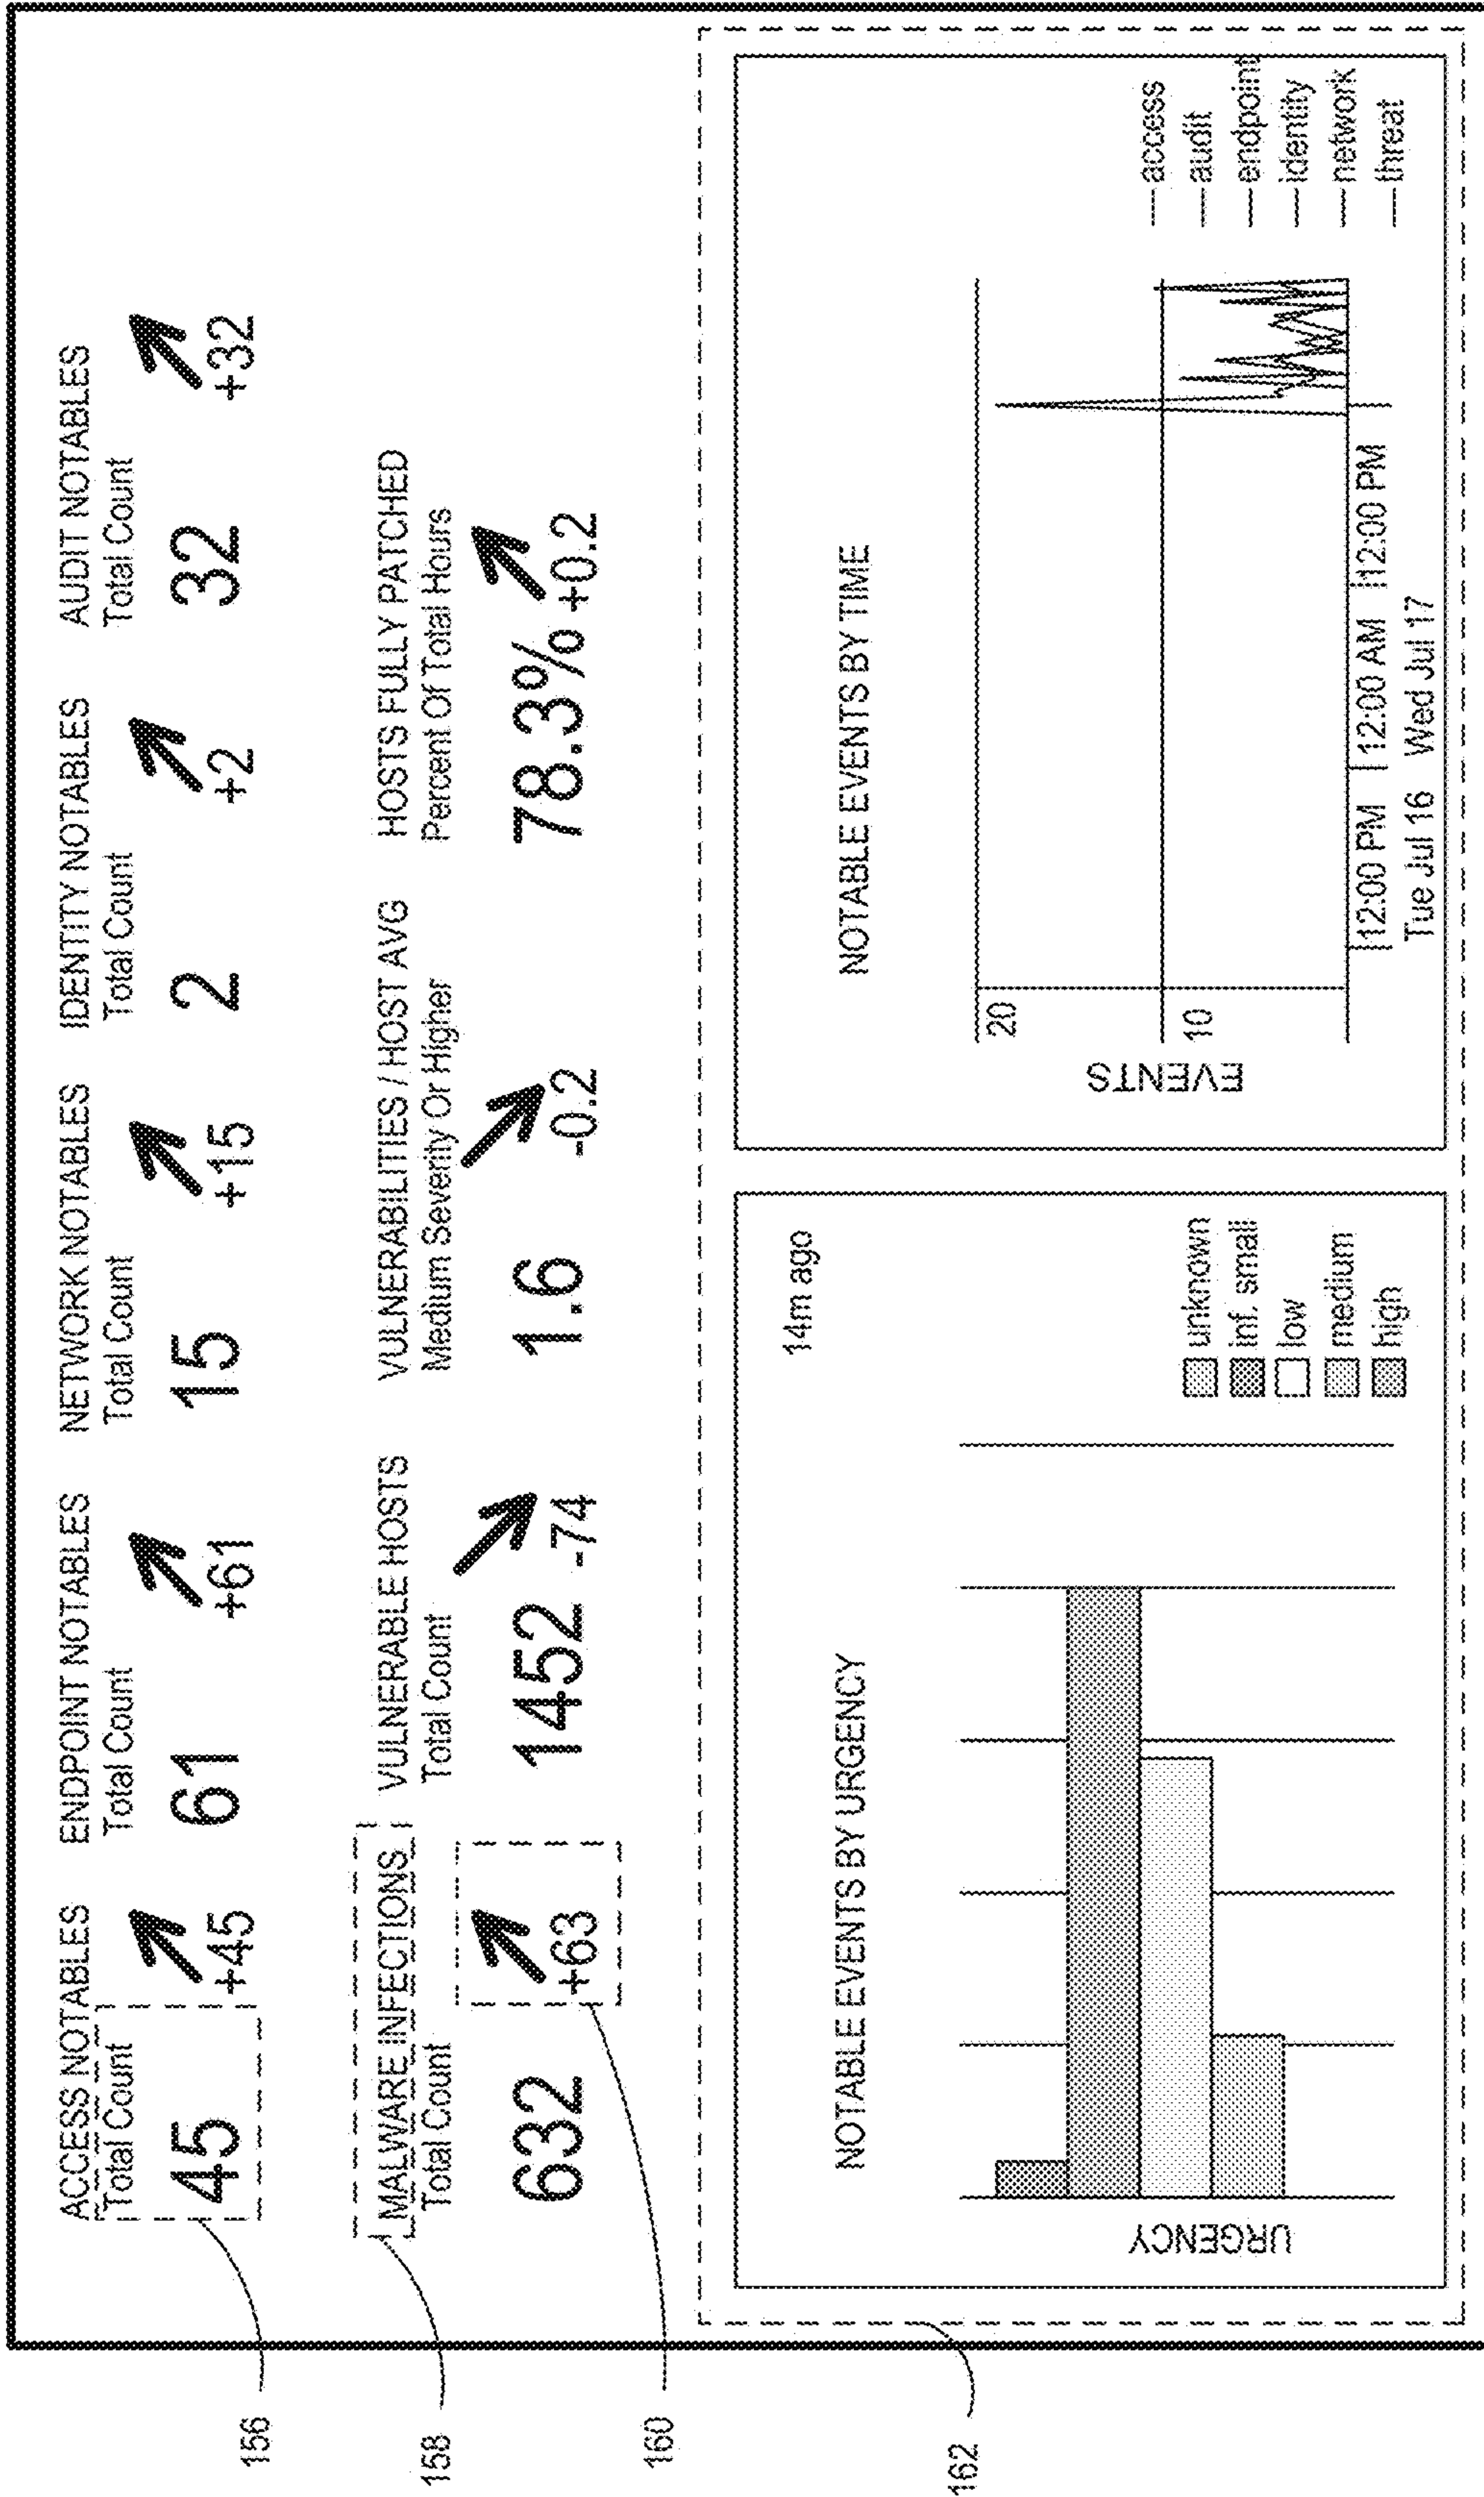 ACCESS NOTABLES
Total Count
45
+45
ENDPOINT NOTABLES
Total Count
61
+61
NETWORK NOTABLES
Total Count
15
+15
IDENTITY NOTABLES
Total Count
2
+2
AUDIT NOTABLES
Total Count
32
+32
MALWARE INFECTIONS
Total Count
632
+63
VULNERABLE HOSTS
Total Count
1452
-74
VULNERABILITIES / HOST AVG
Medium Severity Or Higher
1.6
-0.2
HOSTS FULLY PATCHED
Percent Of Total Hours
78.3%
+0.2
NOTABLE EVENTS BY URGENCY
14m ago
URGENCY
unknown
inf. small
low
medium
high
NOTABLE EVENTS BY TIME
EVENTS
20
10
12:00 PM
12:00 AM
12:00 PM
Tue Jul 16
Wed Jul 17
access
audit
endpoint
identity
network
threat
156
158
160
162